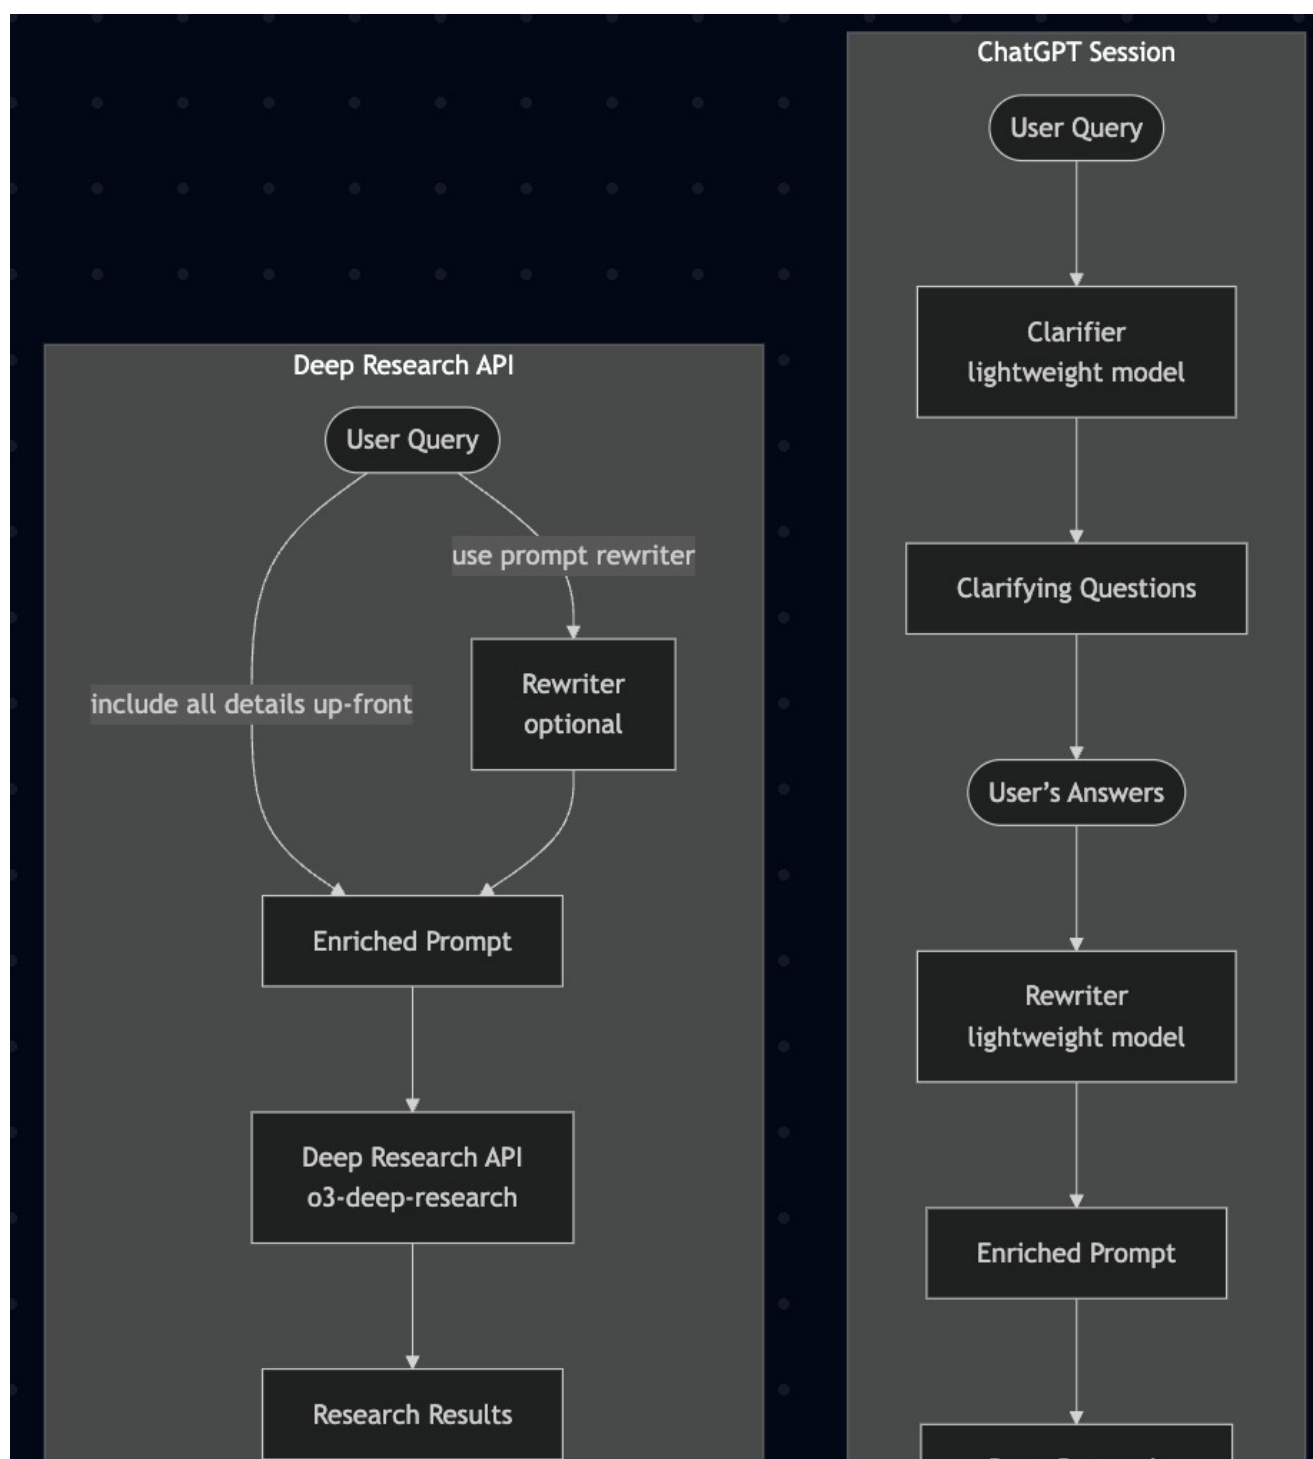 Deep Research API
User Query
use prompt rewriter
include all details up-front
Rewriter
optional
Enriched Prompt
Deep Research API
o3-deep-research
Research Results
ChatGPT Session
User Query
Clarifier
lightweight model
Clarifying Questions
User’s Answers
Rewriter
lightweight model
Enriched Prompt